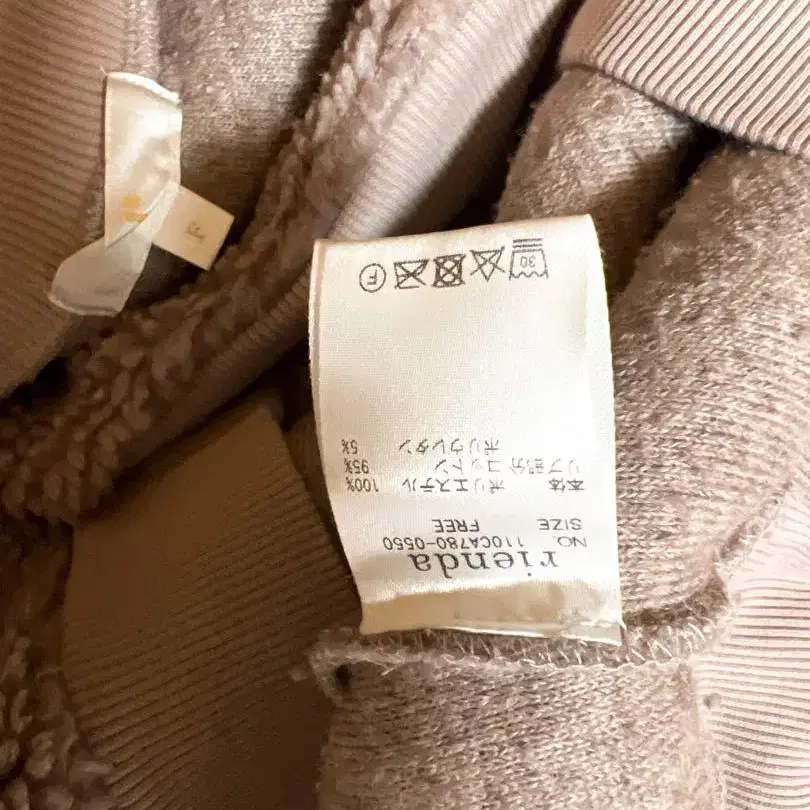 rienda
NO. 110CA780-0550
SIZE FREE
本体 ポリエステル 100%
リブ部分 コットン 95%
ポリウレタン 5%
30
F